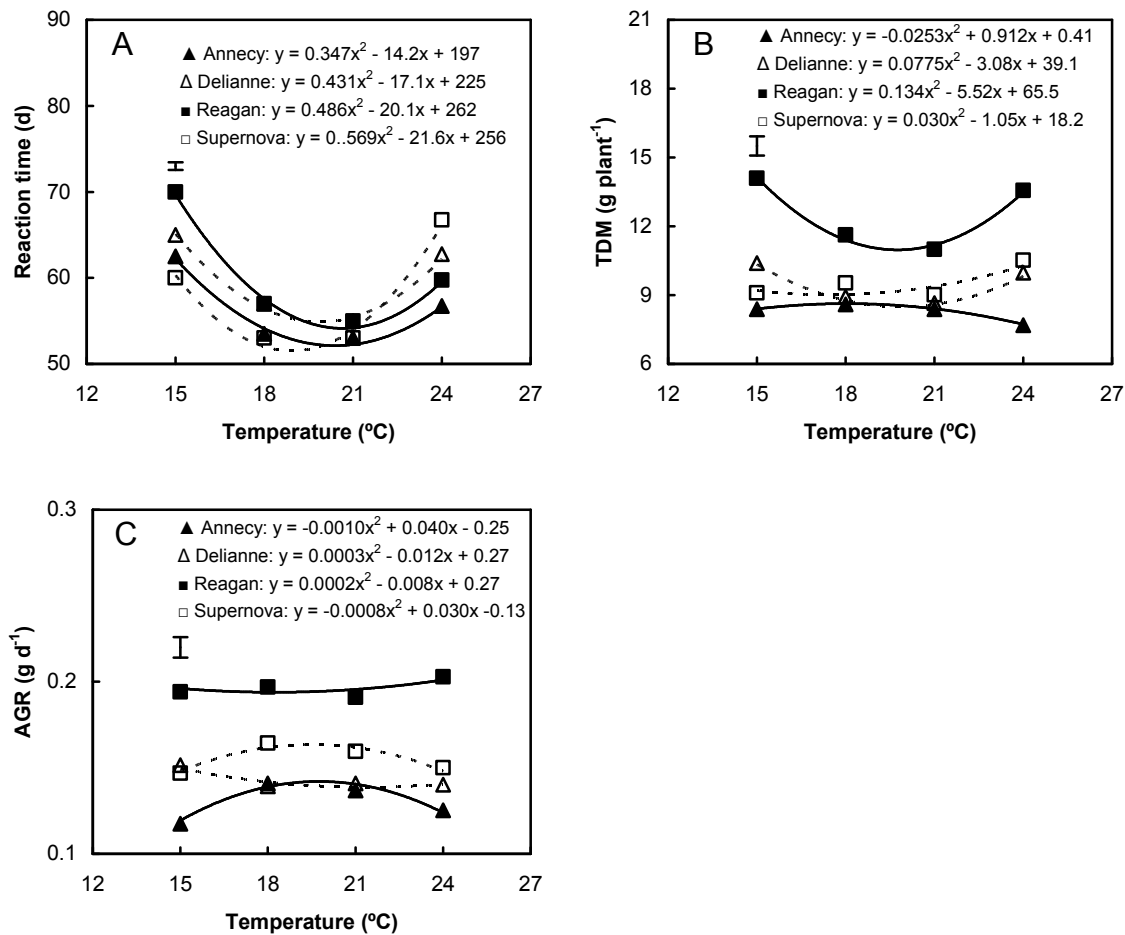 A
▲ Annecy: y = 0.347x² - 14.2x + 197
△ Delianne: y = 0.431x² - 17.1x + 225
■ Reagan: y = 0.486x² - 20.1x + 262
□ Supernova: y = 0..569x² - 21.6x + 256
90
80
70
60
50
Reaction time (d)
12 15 18 21 24 27
Temperature (ºC)
B
▲ Annecy: y = -0.0253x² + 0.912x + 0.41
△ Delianne: y = 0.0775x² - 3.08x + 39.1
■ Reagan: y = 0.134x² - 5.52x + 65.5
□ Supernova: y = 0.030x² - 1.05x + 18.2
21
18
15
12
9
6
TDM (g plant⁻¹)
12 15 18 21 24 27
Temperature (ºC)
C
▲ Annecy: y = -0.0010x² + 0.040x - 0.25
△ Delianne: y = 0.0003x² - 0.012x + 0.27
■ Reagan: y = 0.0002x² - 0.008x + 0.27
□ Supernova: y = -0.0008x² + 0.030x -0.13
0.3
0.2
0.1
AGR (g d⁻¹)
12 15 18 21 24 27
Temperature (ºC)